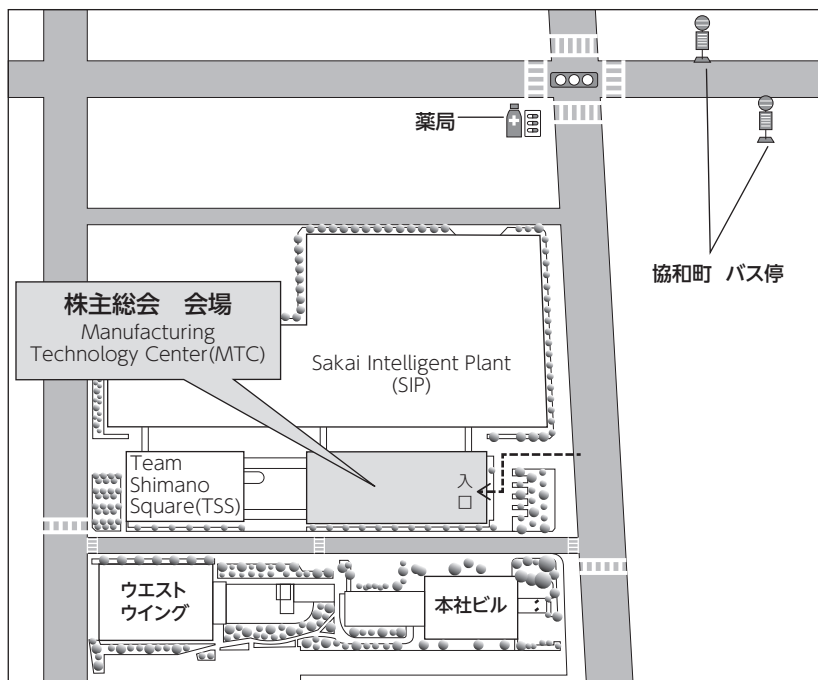 薬局
協和町 バス停
株主総会 会場
Manufacturing
Technology Center(MTC)
Sakai Intelligent Plant
(SIP)
Team
Shimano
Square(TSS)
入
口
ウエスト
ウイング
本社ビル